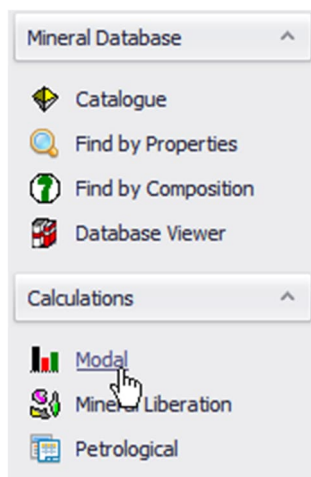 Mineral Database
Catalogue
Find by Properties
Find by Composition
Database Viewer
Calculations
Modal
Mineral Liberation
Petrological